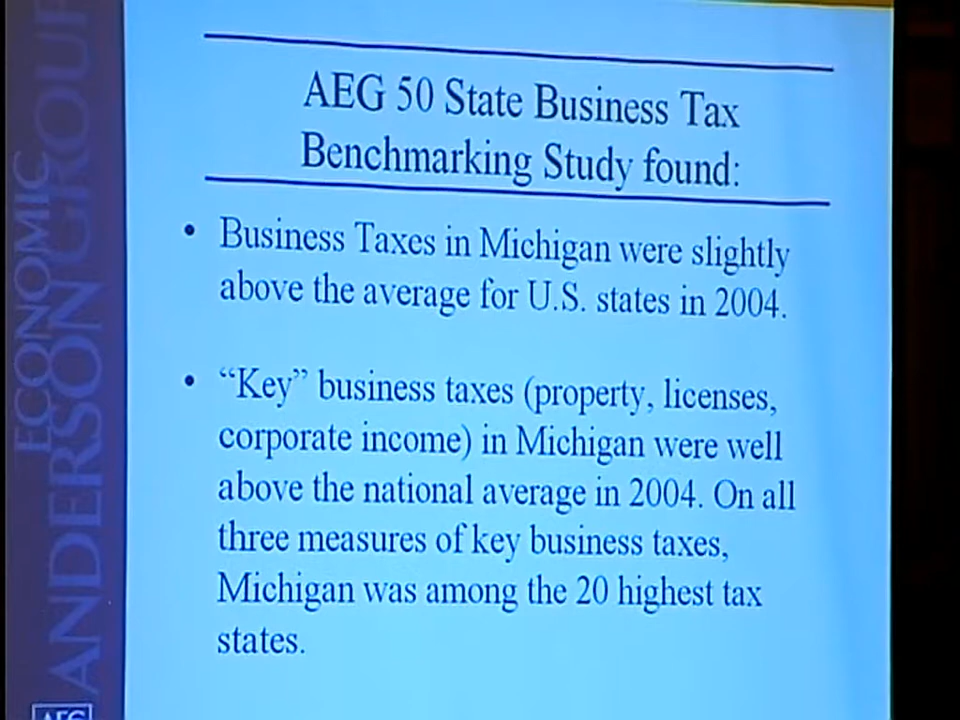 AEG 50 State Business Tax
Benchmarking Study found:
• Business Taxes in Michigan were slightly
above the average for U.S. states in 2004.
• “Key” business taxes (property, licenses,
corporate income) in Michigan were well
above the national average in 2004. On all
three measures of key business taxes,
Michigan was among the 20 highest tax
states.
ANDERSON
ECONOMIC
GROUP
AEG